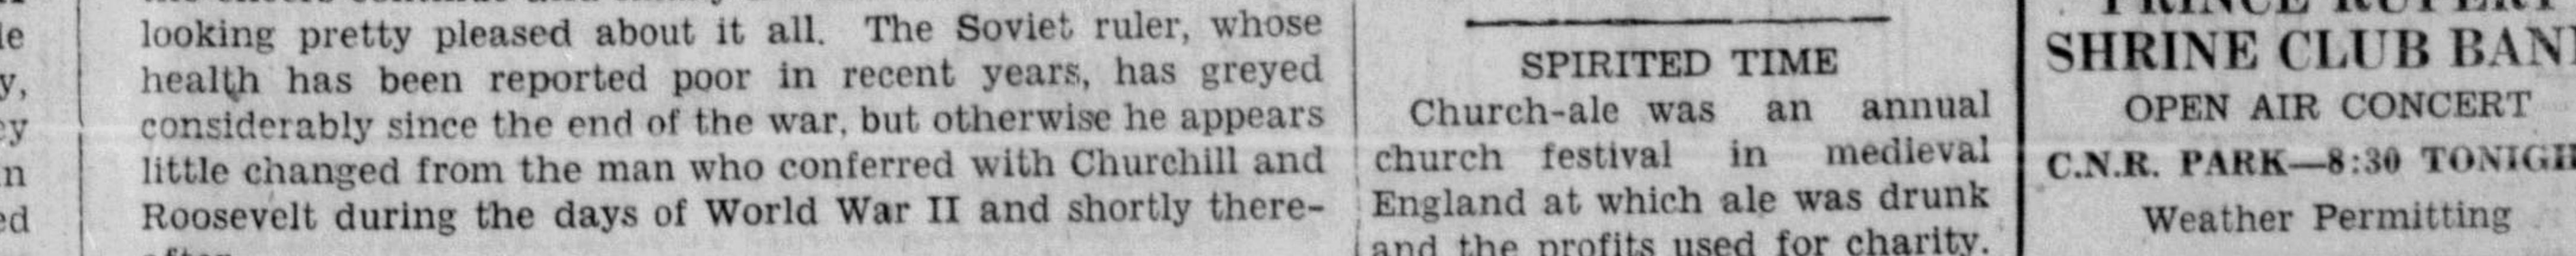 looking pretty pleased about it all. The Soviet ruler, whose
health has been reported poor in recent years, has greyed
considerably since the end of the war, but otherwise he appears
little changed from the man who conferred with Churchill and
Roosevelt during the days of World War II and shortly there-
SPIRITED TIME
Church-ale was an annual
church festival in medieval
England at which ale was drunk
and the profits used for charity.
PRINCE RUPERT
SHRINE CLUB BAN
OPEN AIR CONCERT
C.N.R. PARK—8:30 TONIGH
Weather Permitting